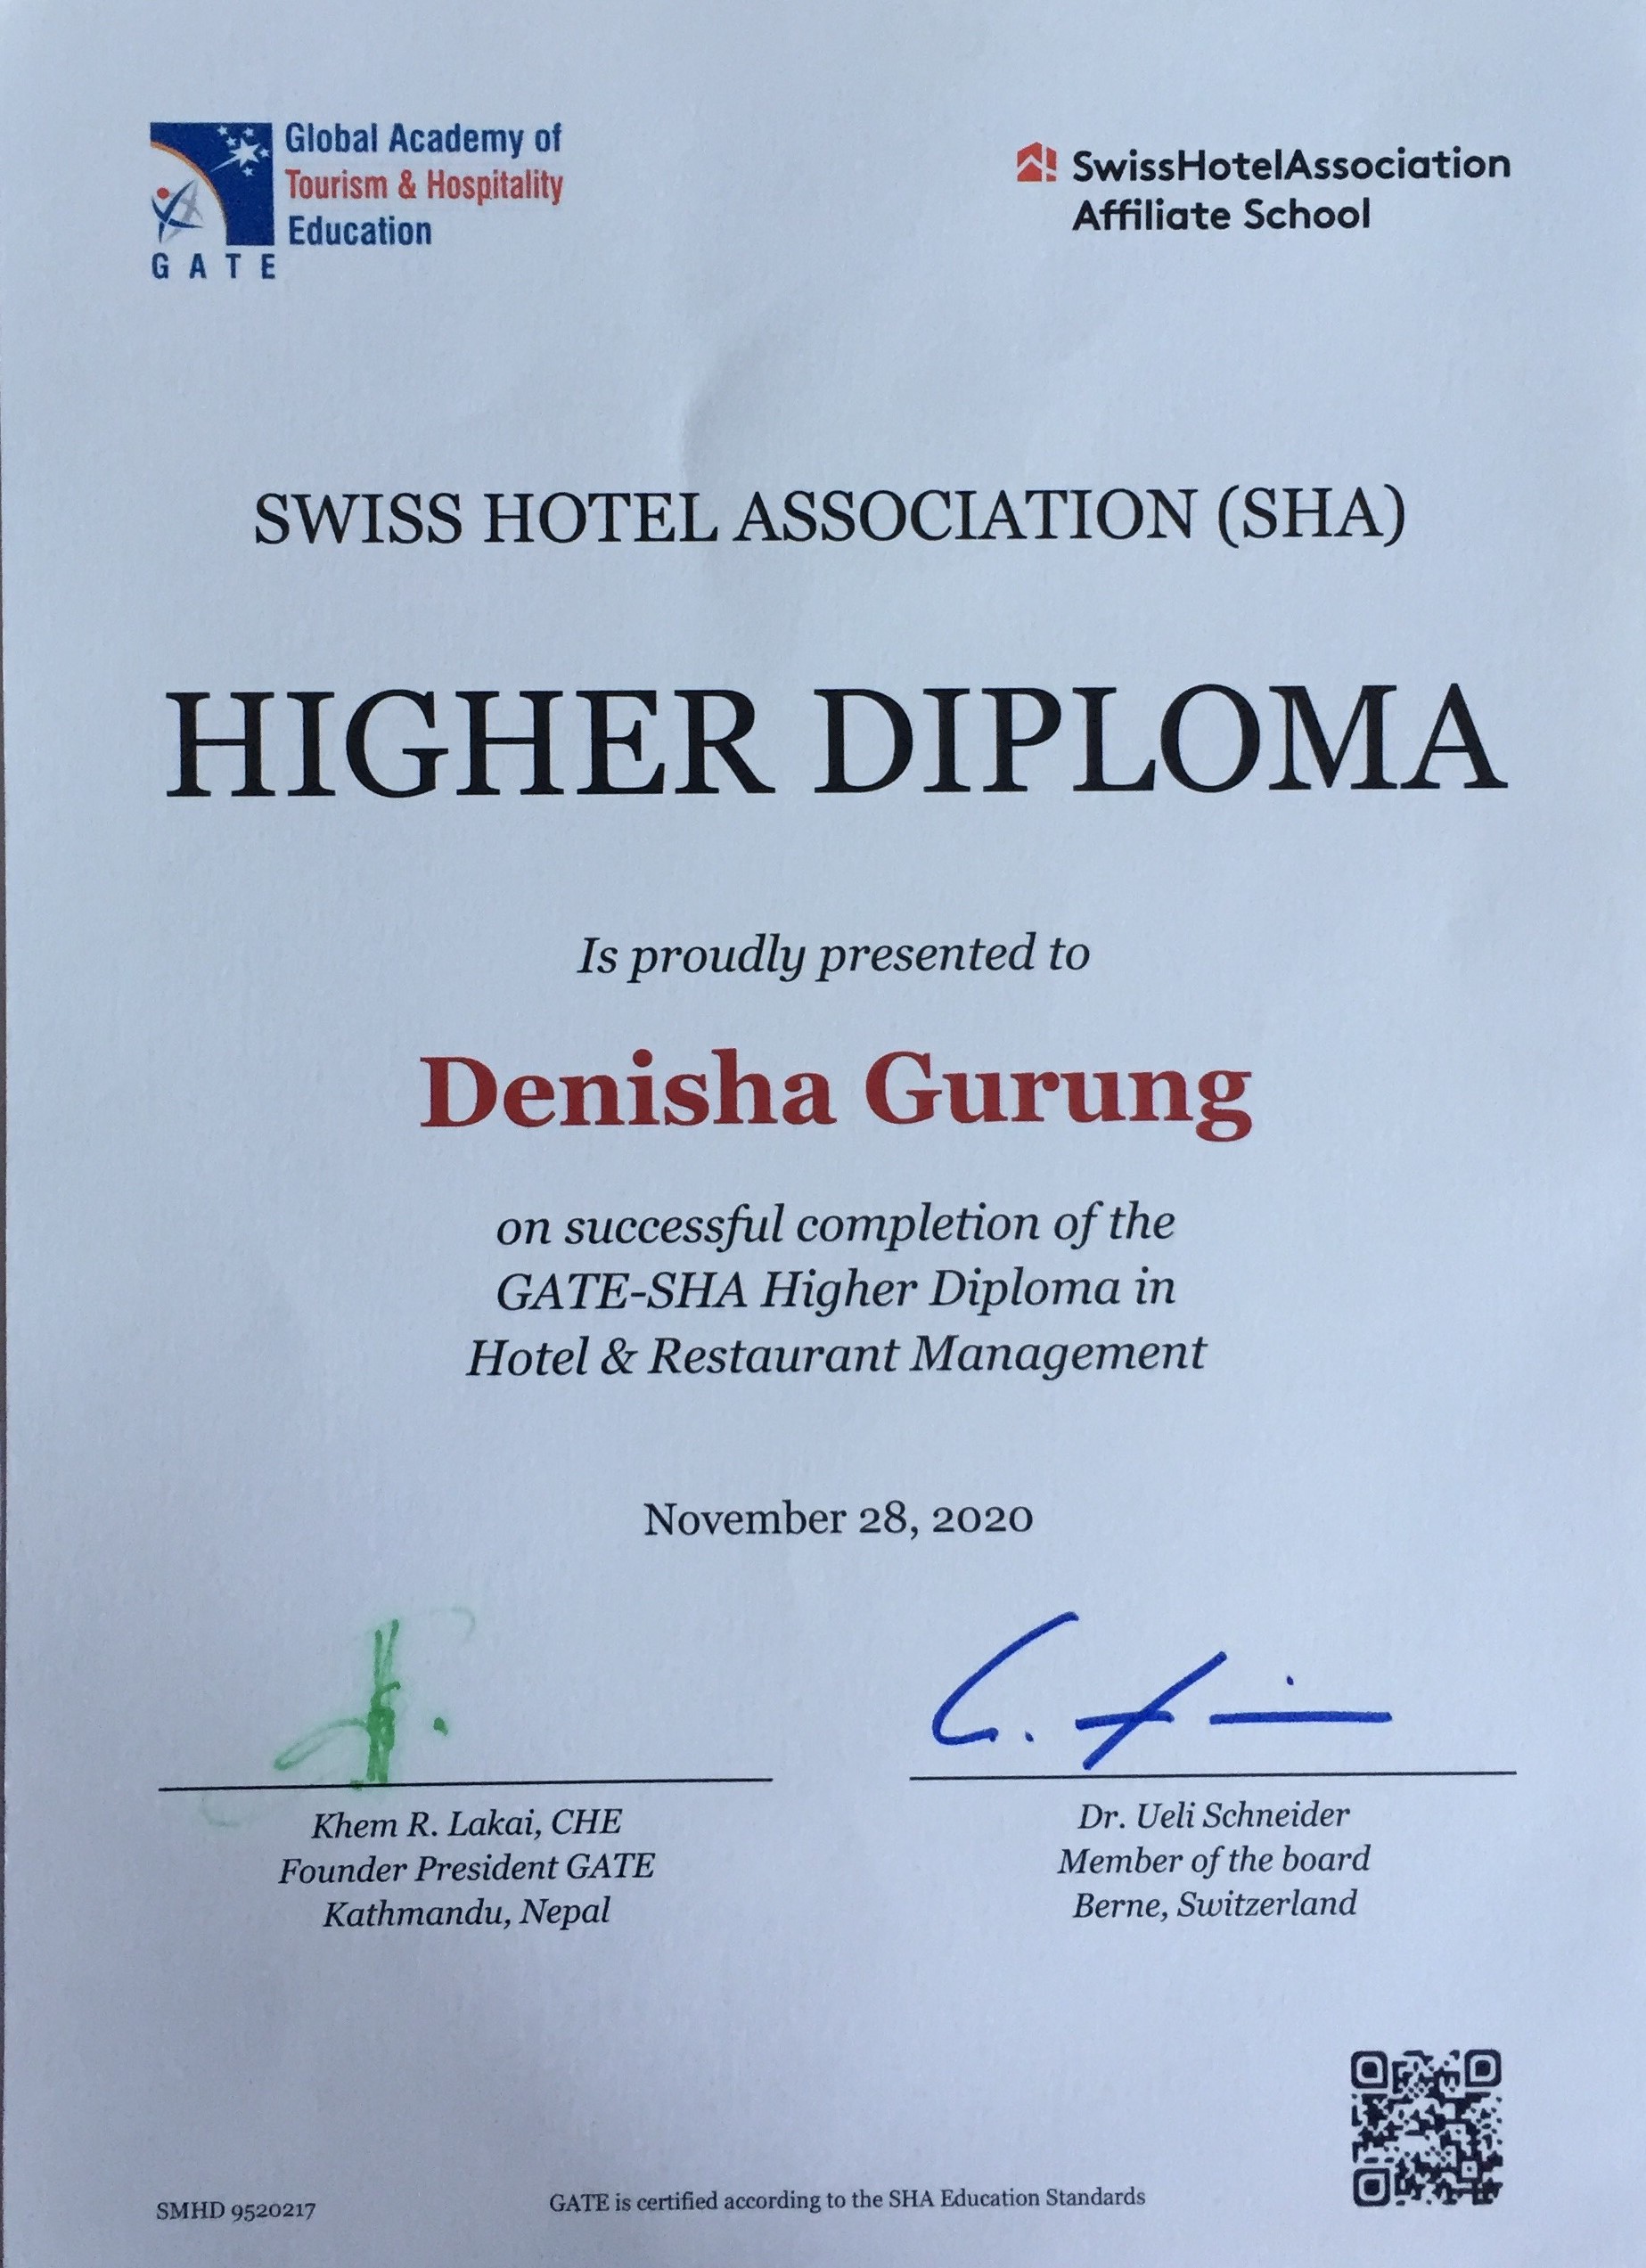 Global Academy of
Tourism & Hospitality
Education
GATE
SwissHotelAssociation
Affiliate School
SWISS HOTEL ASSOCIATION (SHA)
HIGHER DIPLOMA
Is proudly presented to
Denisha Gurung
on successful completion of the
GATE-SHA Higher Diploma in
Hotel & Restaurant Management
November 28, 2020
Khem R. Lakai, CHE
Founder President GATE
Kathmandu, Nepal
Dr. Ueli Schneider
Member of the board
Berne, Switzerland
SMHD 9520217
GATE is certified according to the SHA Education Standards